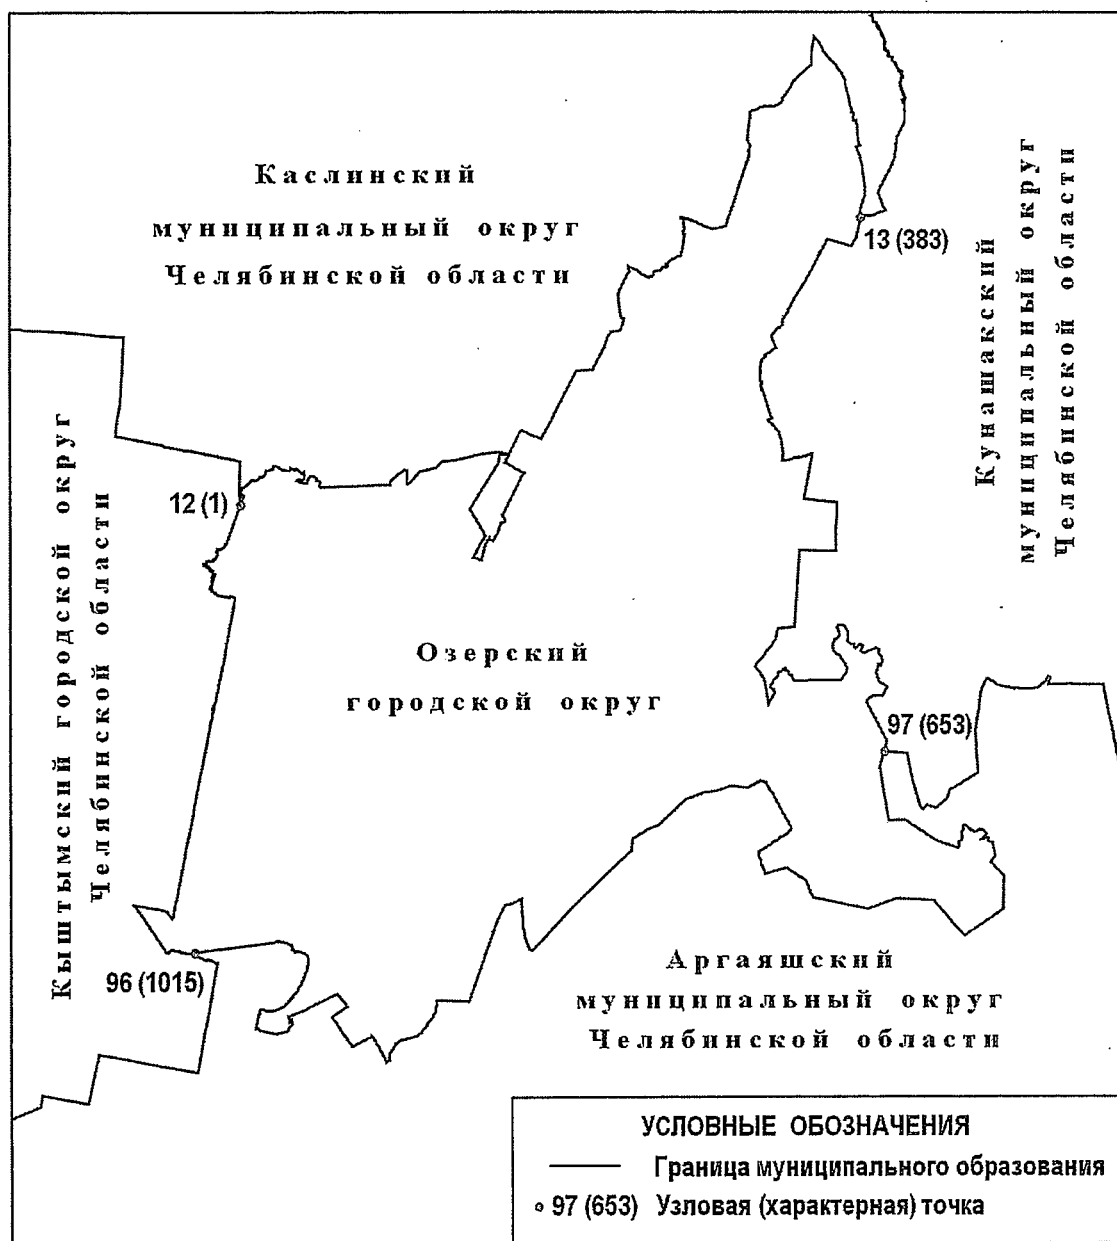 Каслинский
муниципальный округ
Челябинской области
13 (383)
Кунашакский
муниципальный округ
Челябинской области
12 (1)
Кыштымский городской округ
Челябинской области
Озерский
городской округ
97 (653)
96 (1015)
Аргаяшский
муниципальный округ
Челябинской области
УСЛОВНЫЕ ОБОЗНАЧЕНИЯ
Граница муниципального образования
97 (653) Узловая (характерная) точка